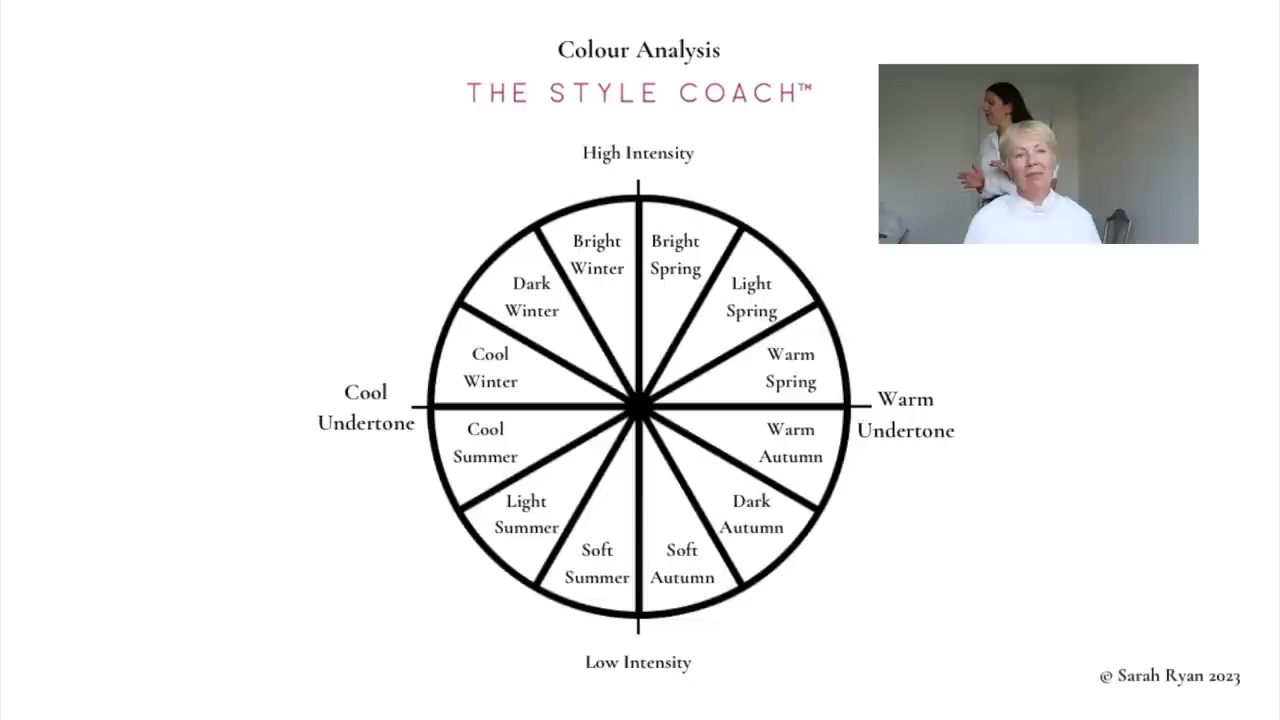 Colour Analysis
THE STYLE COACH™
High Intensity
Bright
Winter
Bright
Spring
Dark
Winter
Light
Spring
Cool
Winter
Warm
Spring
Cool
Undertone
Warm
Undertone
Cool
Summer
Warm
Autumn
Light
Summer
Dark
Autumn
Soft
Summer
Soft
Autumn
Low Intensity
© Sarah Ryan 2023